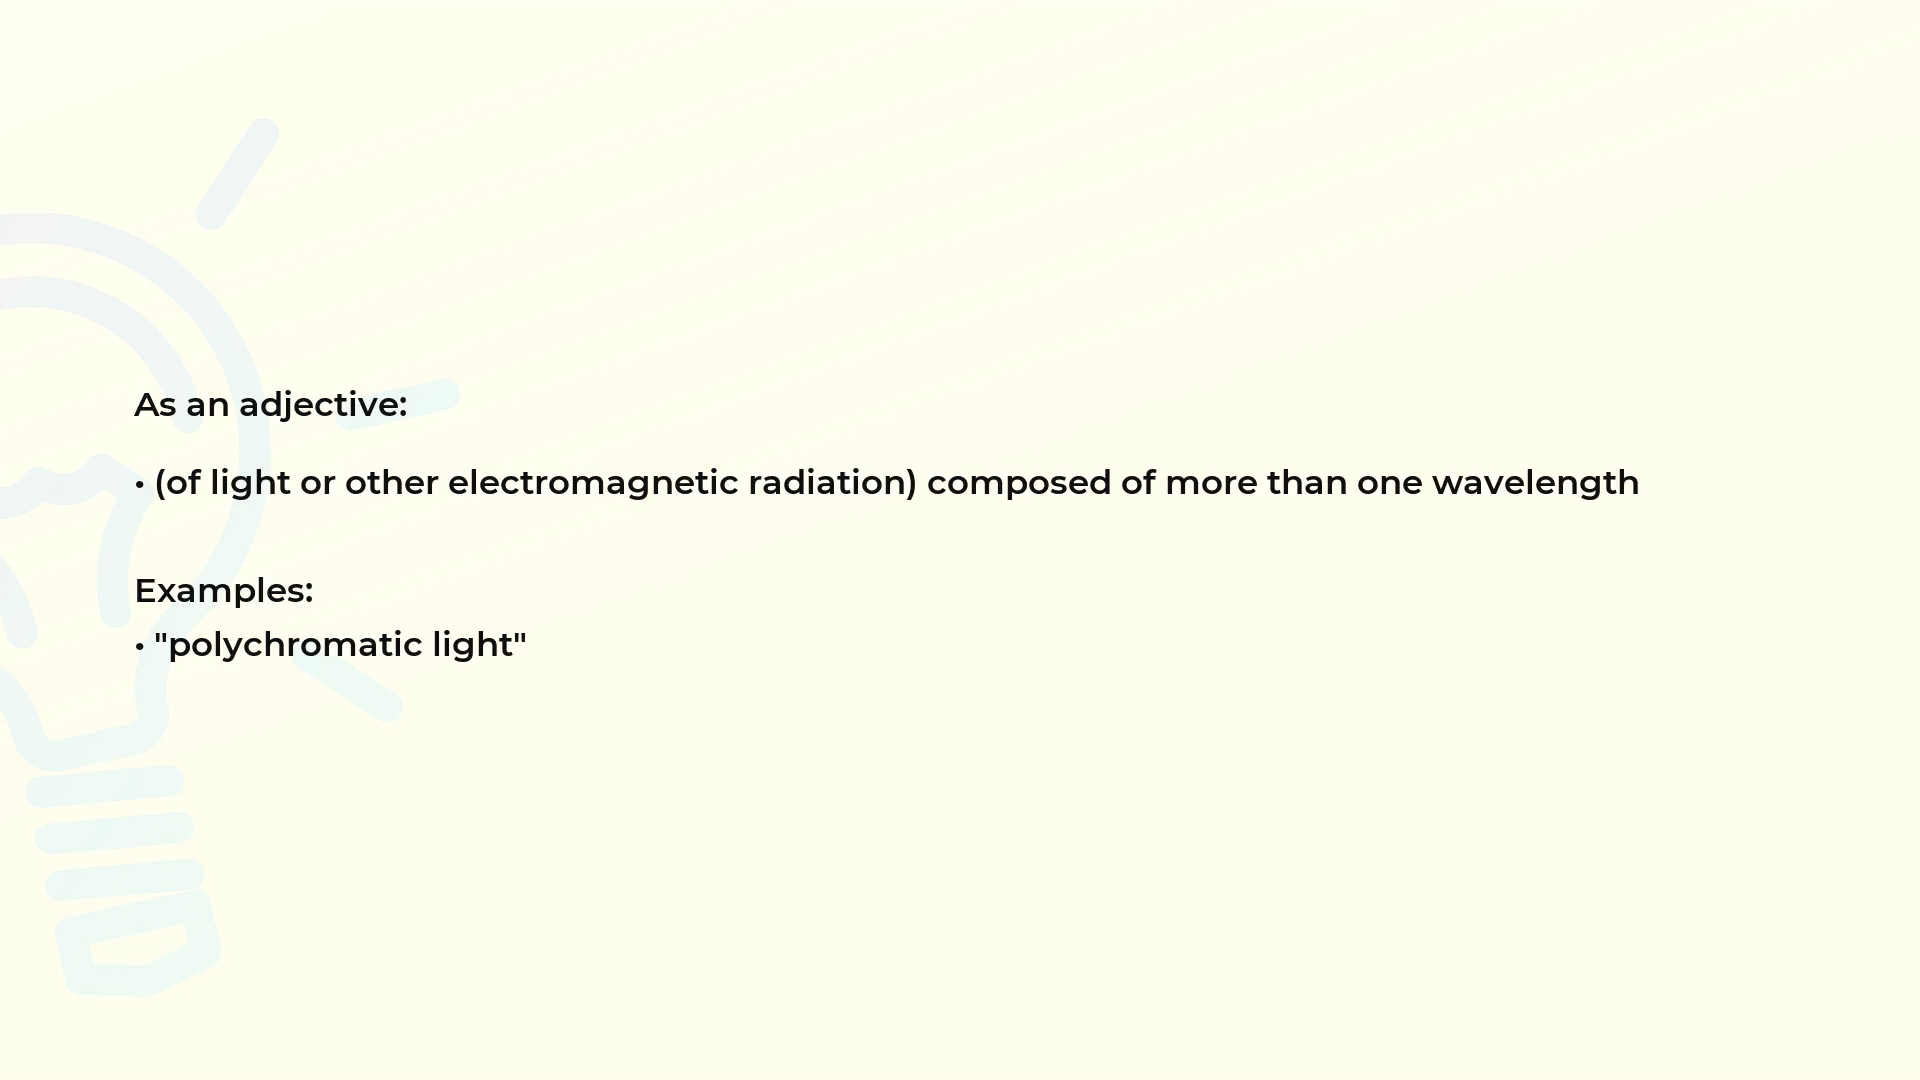 As an adjective:
• (of light or other electromagnetic radiation) composed of more than one wavelength
Examples:
• "polychromatic light"